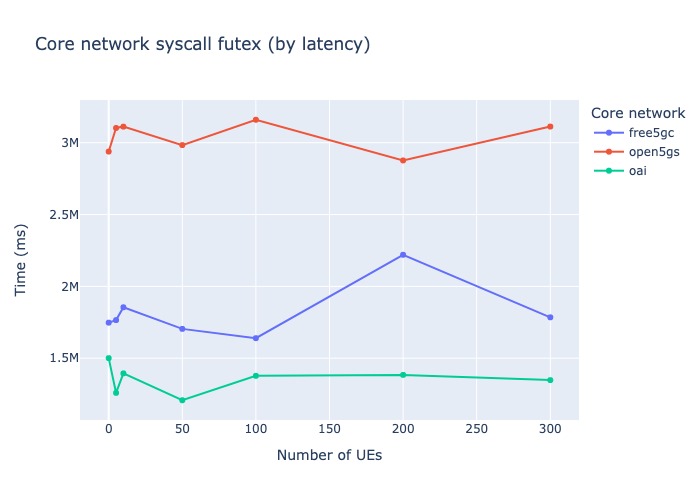 Core network syscall futex (by latency)
Core network
free5gc
open5gs
oai
3M
2.5M
2M
1.5M
Time (ms)
0 50 100 150 200 250 300
Number of UEs